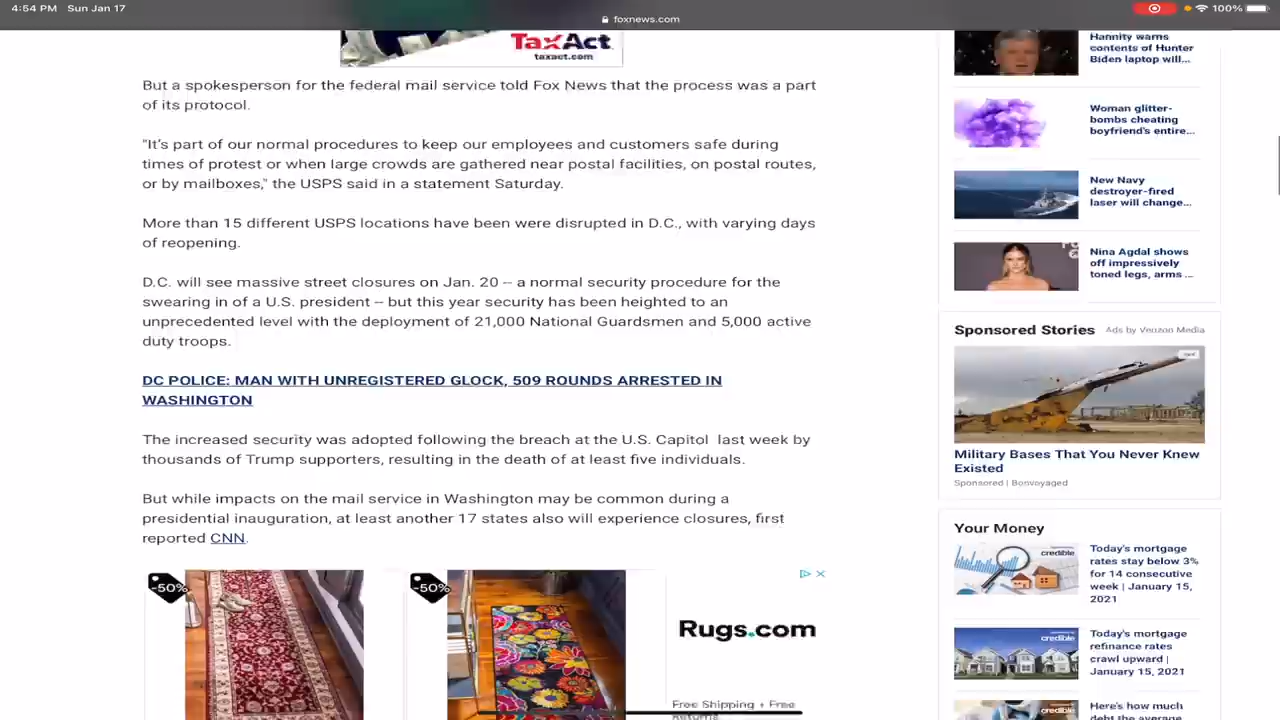 4:54 PM Sun Jan 17
foxnews.com
100%
TaxAct
taxact.com
But a spokesperson for the federal mail service told Fox News that the process was a part
of its protocol.
"It's part of our normal procedures to keep our employees and customers safe during
times of protest or when large crowds are gathered near postal facilities, on postal routes,
or by mailboxes," the USPS said in a statement Saturday.
More than 15 different USPS locations have been were disrupted in D.C., with varying days
of reopening.
D.C. will see massive street closures on Jan. 20 -- a normal security procedure for the
swearing in of a U.S. president -- but this year security has been heighted to an
unprecedented level with the deployment of 21,000 National Guardsmen and 5,000 active
duty troops.
DC POLICE: MAN WITH UNREGISTERED GLOCK, 509 ROUNDS ARRESTED IN
WASHINGTON
The increased security was adopted following the breach at the U.S. Capitol last week by
thousands of Trump supporters, resulting in the death of at least five individuals.
But while impacts on the mail service in Washington may be common during a
presidential inauguration, at least another 17 states also will experience closures, first
reported CNN.
-50%
-50%
Rugs.com
Free Shipping + Free
Returns
Hannity warns
contents of Hunter
Biden laptop will...
Woman glitter-
bombs cheating
boyfriend's entire...
New Navy
destroyer-fired
laser will change...
Nina Agdal shows
off impressively
toned legs, arms ...
Sponsored Stories
Ads by Verizon Media
Military Bases That You Never Knew
Existed
Sponsored | Bonvoyaged
Your Money
credible
Today's mortgage
rates stay below 3%
for 14 consecutive
week | January 15,
2021
credible
Today's mortgage
refinance rates
crawl upward |
January 15, 2021
credible
Here's how much
debt the average